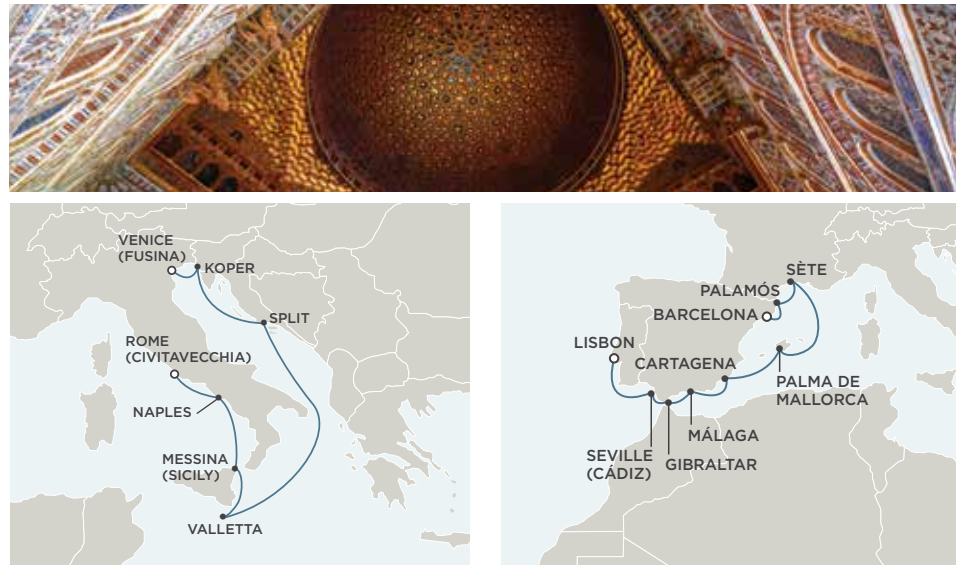 VENICE
(FUSINA)
KOPER
SPLIT
ROME
(CIVITAVECCHIA)
NAPLES
MESSINA
(SICILY)
VALLETTA
SÈTE
PALAMÓS
BARCELONA
LISBON
CARTAGENA
PALMA DE
MALLORCA
MÁLAGA
SEVILLE
(CÁDIZ)
GIBRALTAR